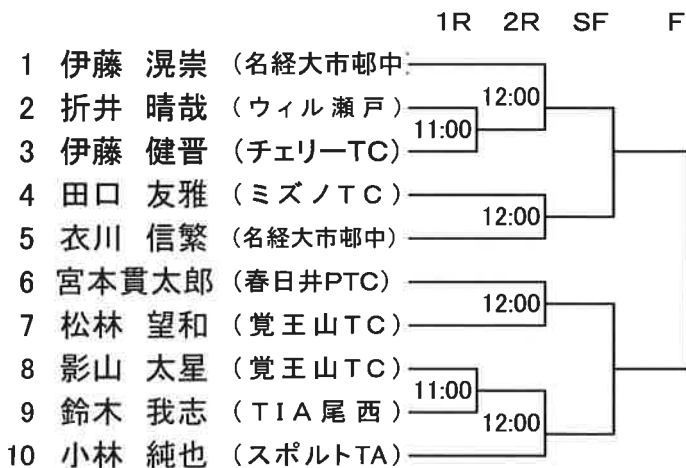 1R 2R SF F
1 伊藤 滉崇 (名経大市邨中)
12:00
2 折井 晴哉 (ウィル瀬戸)
11:00
3 伊藤 健晋 (チェリーTC)
4 田口 友雅 (ミズノTC)
12:00
5 衣川 信繁 (名経大市邨中)
6 宮本貫太郎 (春日井PTC)
12:00
7 松林 望和 (覚王山TC)
8 影山 太星 (覚王山TC)
11:00
9 鈴木 我志 (TIA尾西)
12:00
10 小林 純也 (スポルトTA)